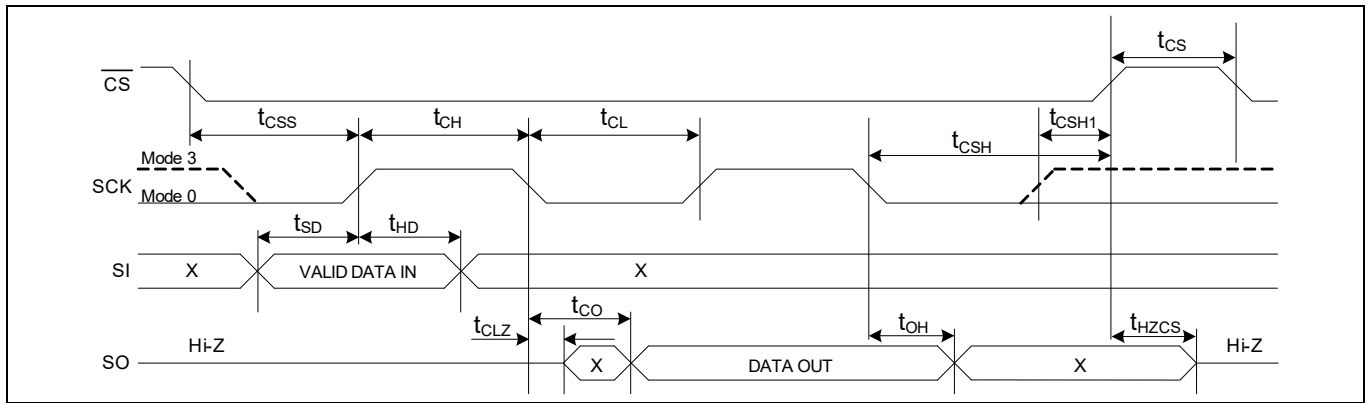 tCS
CS
tCSS
tCH
tCL
tCSH1
tCSH
Mode 3
SCK
Mode 0
tSD
tHD
SI
X
VALID DATA IN
X
tCO
tCLZ
tOH
tHZCS
Hi-Z
Hi-Z
SO
X
DATA OUT
X